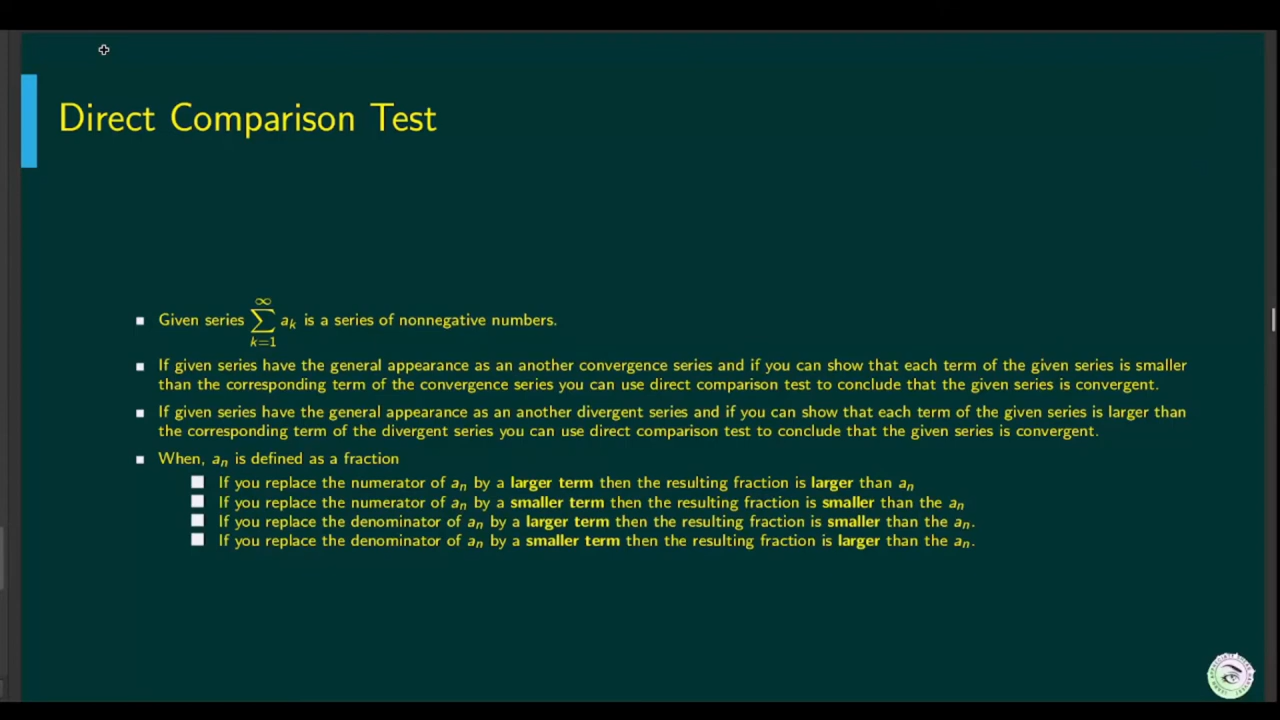 Direct Comparison Test
Given series ∑_{k=1}^{∞} a_k is a series of nonnegative numbers.
If given series have the general appearance as an another convergence series and if you can show that each term of the given series is smaller
than the corresponding term of the convergence series you can use direct comparison test to conclude that the given series is convergent.
If given series have the general appearance as an another divergent series and if you can show that each term of the given series is larger than
the corresponding term of the divergent series you can use direct comparison test to conclude that the given series is convergent.
When, a_n is defined as a fraction
If you replace the numerator of a_n by a larger term then the resulting fraction is larger than a_n
If you replace the numerator of a_n by a smaller term then the resulting fraction is smaller than the a_n
If you replace the denominator of a_n by a larger term then the resulting fraction is smaller than the a_n.
If you replace the denominator of a_n by a smaller term then the resulting fraction is larger than the a_n.